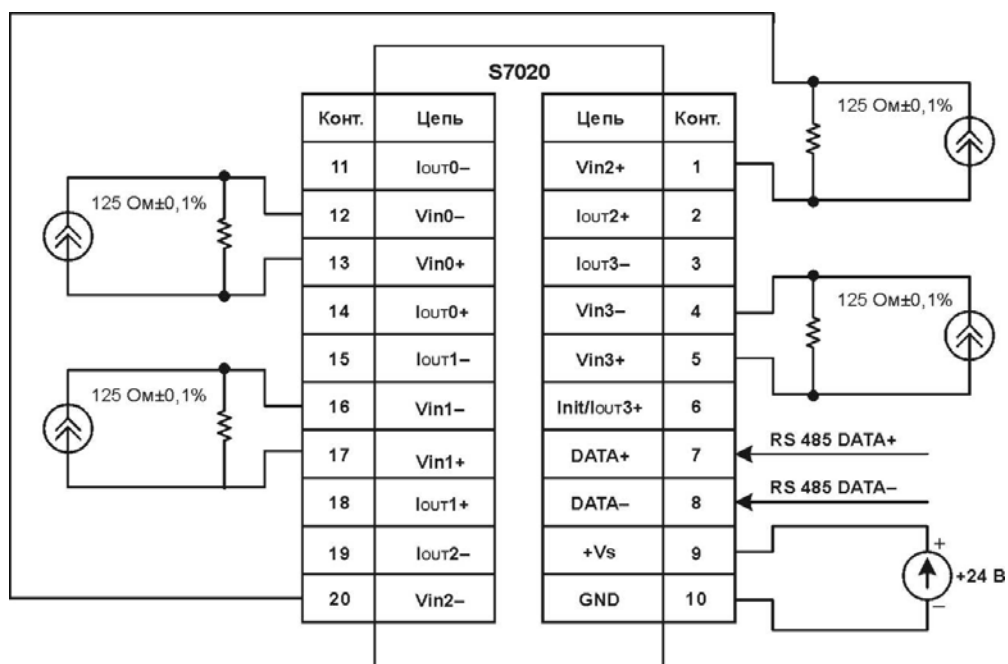 S7020
Конт. Цепь
11 IOUT0–
12 Vin0–
13 Vin0+
14 IOUT0+
15 IOUT1–
16 Vin1–
17 Vin1+
18 IOUT1+
19 IOUT2–
20 Vin2–
Цепь Конт.
Vin2+ 1
IOUT2+ 2
IOUT3– 3
Vin3– 4
Vin3+ 5
Init/IOUT3+ 6
DATA+ 7
DATA– 8
+Vs 9
GND 10
125 Ом±0,1%
125 Ом±0,1%
125 Ом±0,1%
125 Ом±0,1%
RS 485 DATA+
RS 485 DATA–
+
+24 В
–